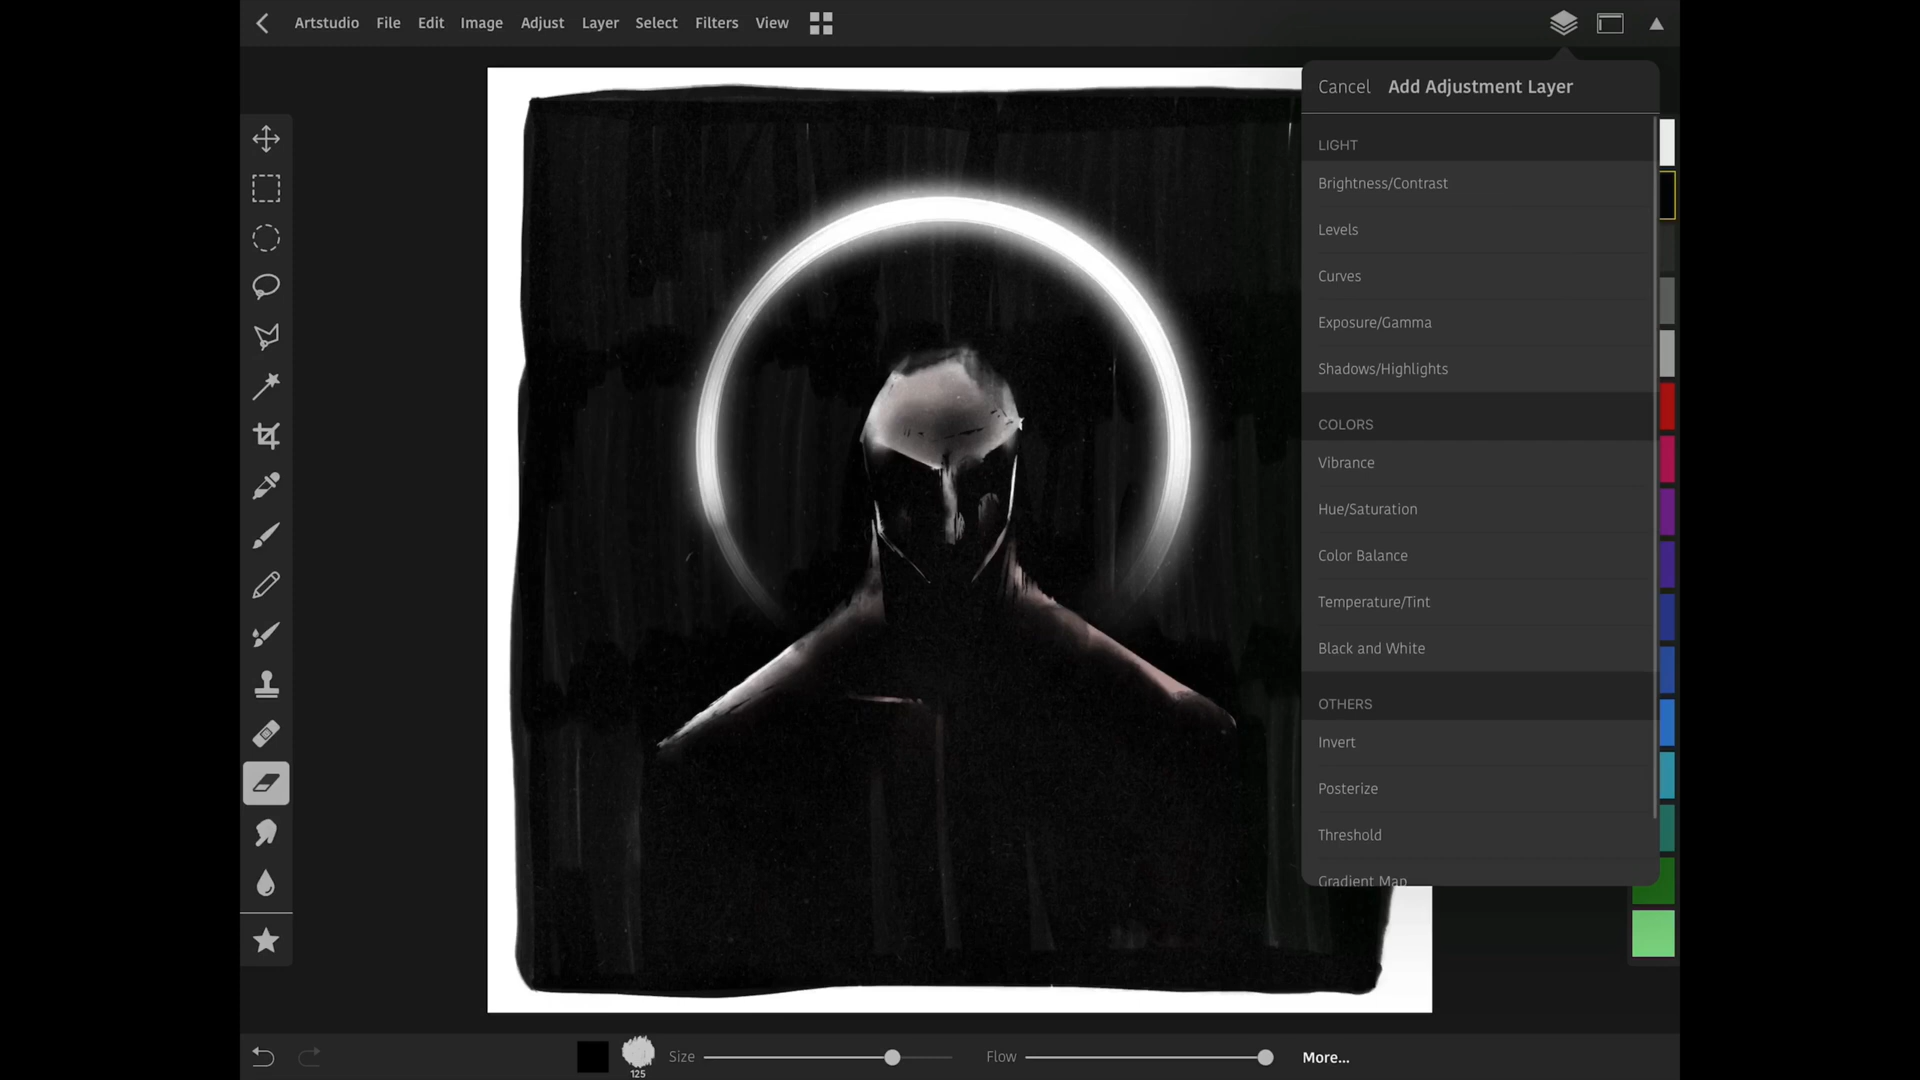 Artstudio File Edit Image Adjust Layer Select Filters View
Cancel Add Adjustment Layer
LIGHT
Brightness/Contrast
Levels
Curves
Exposure/Gamma
Shadows/Highlights
COLORS
Vibrance
Hue/Saturation
Color Balance
Temperature/Tint
Black and White
OTHERS
Invert
Posterize
Threshold
Gradient Map
125 Size Flow More...